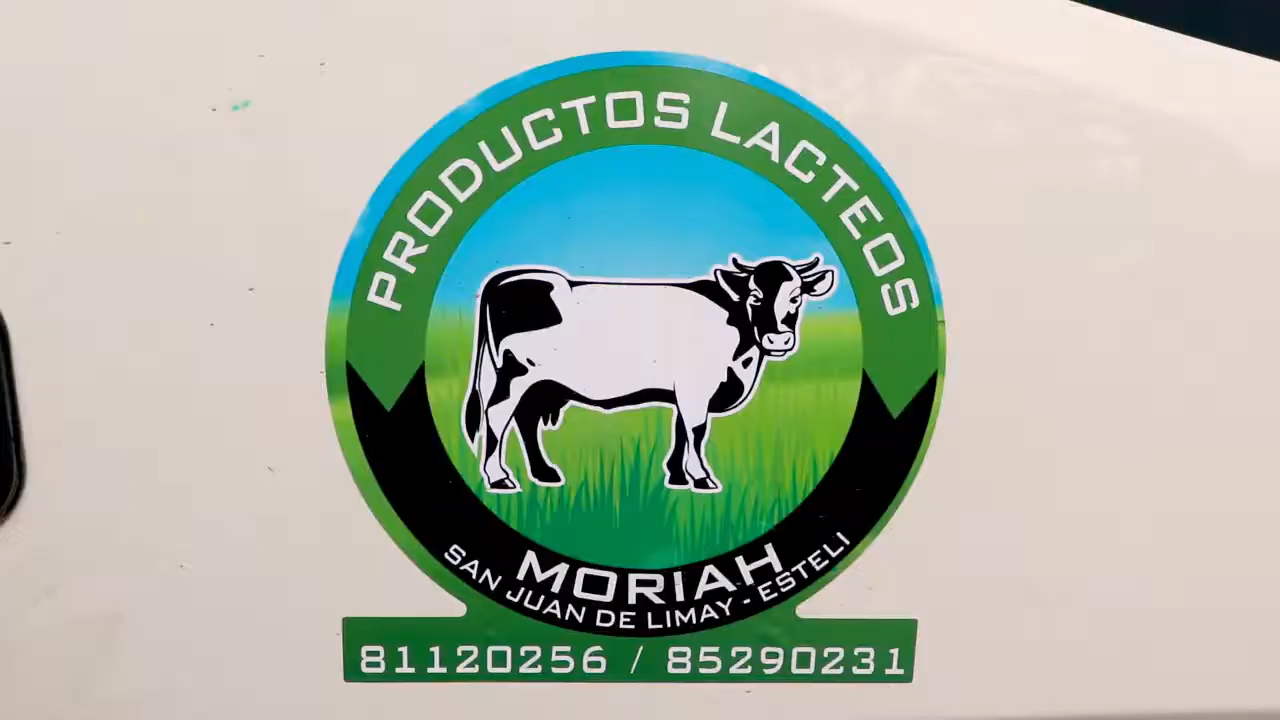 PRODUCTOS LACTEOS
MORIAH
SAN JUAN DE LIMAY - ESTELI
81120256 / 85290231